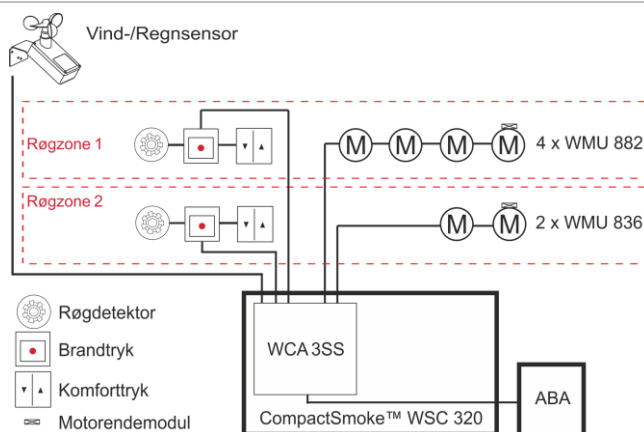 Vind-/Regnsensor
Røgzone 1
M M M M 4 x WMU 882
Røgzone 2
M M 2 x WMU 836
Røgdetektor
Brandtryk
Komforttryk
Motorendemodul
WCA 3SS
CompactSmoke™ WSC 320
ABA